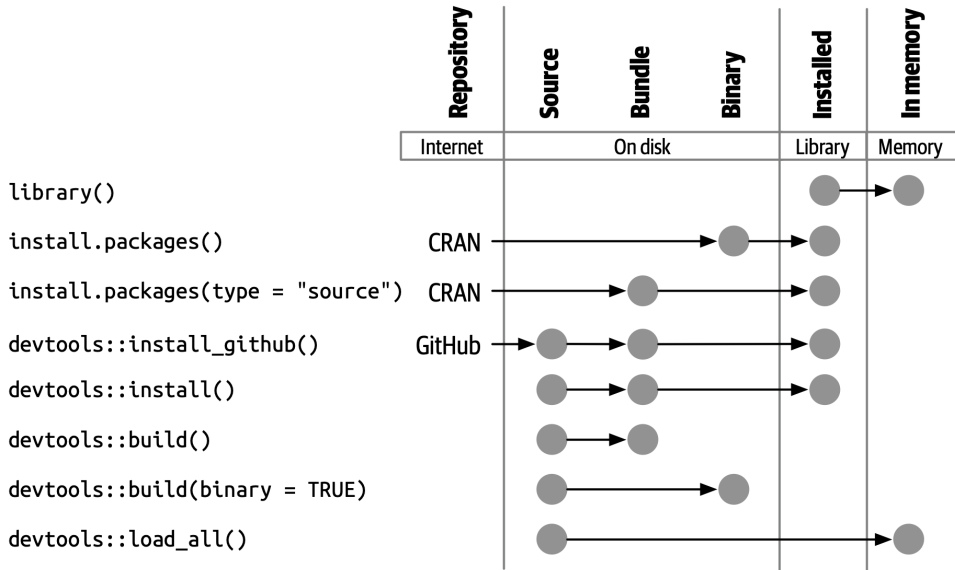 Repository Source Bundle Binary Installed In memory
Internet On disk Library Memory
library()
install.packages() CRAN
install.packages(type = "source") CRAN
devtools::install_github() GitHub
devtools::install()
devtools::build()
devtools::build(binary = TRUE)
devtools::load_all()